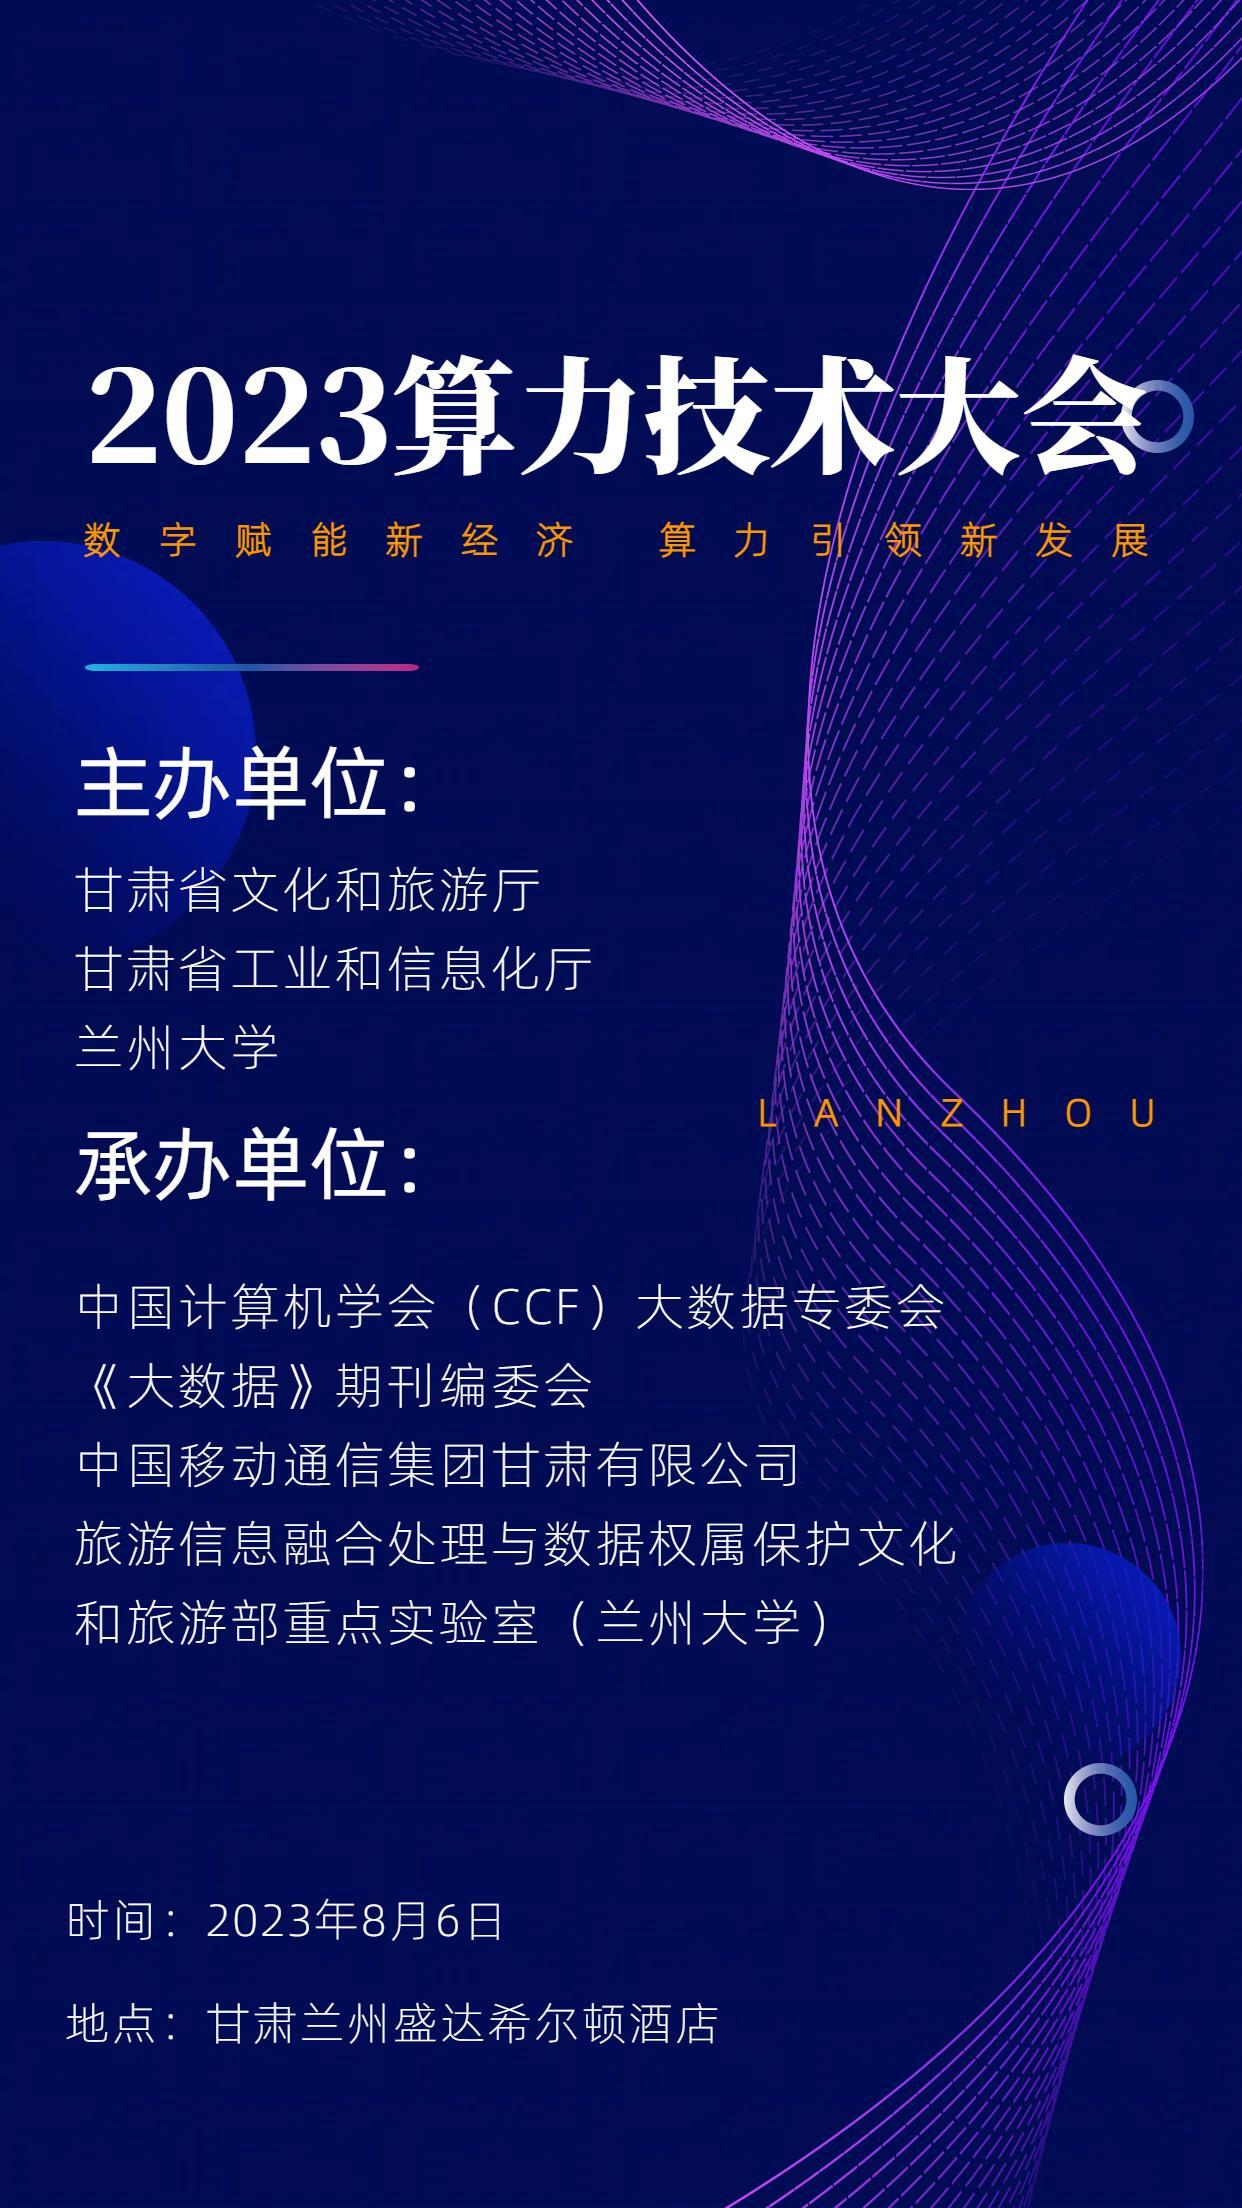 2023算力技术大会
数字赋能新经济 算力引领新发展
主办单位：
甘肃省文化和旅游厅
甘肃省工业和信息化厅
兰州大学
LANZHOU
承办单位：
中国计算机学会（CCF）大数据专委会
《大数据》期刊编委会
中国移动通信集团甘肃有限公司
旅游信息融合处理与数据权属保护文化
和旅游部重点实验室（兰州大学）
时间：2023年8月6日
地点：甘肃兰州盛达希尔顿酒店